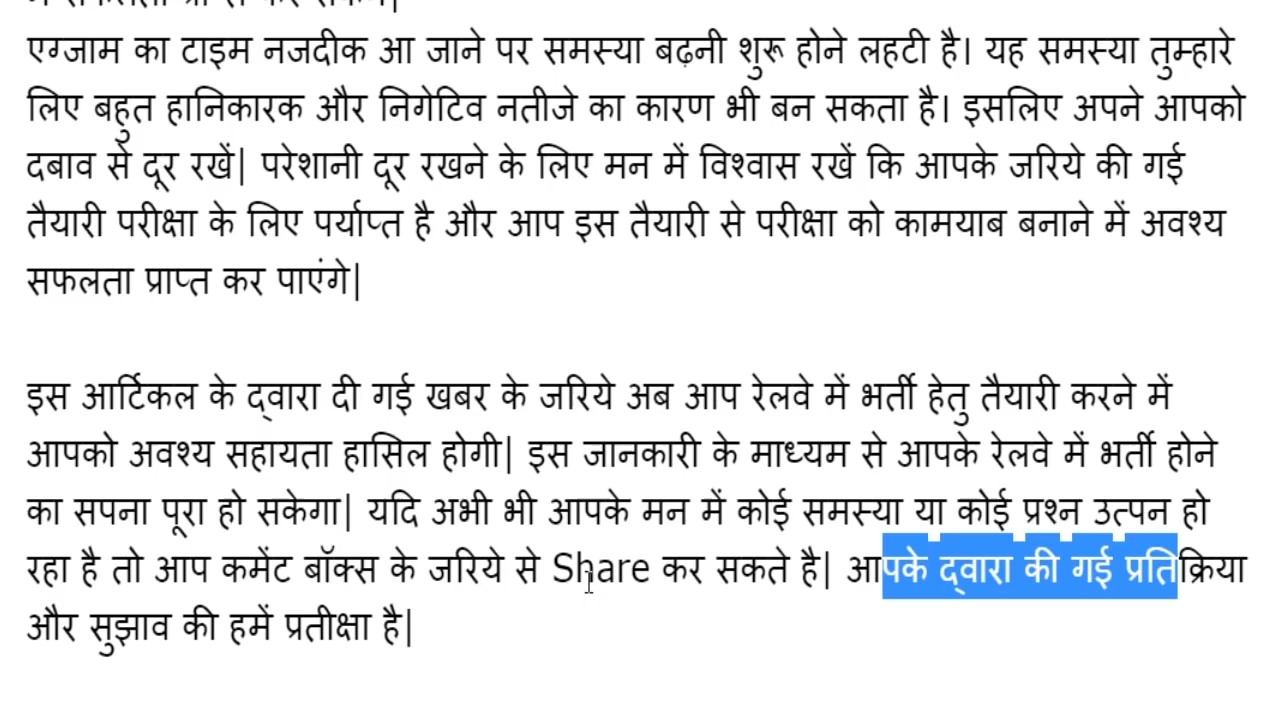 एग्जाम का टाइम नजदीक आ जाने पर समस्या बढ़नी शुरू होने लहटी है। यह समस्या तुम्हारे
लिए बहुत हानिकारक और निगेटिव नतीजे का कारण भी बन सकता है। इसलिए अपने आपको
दबाव से दूर रखें| परेशानी दूर रखने के लिए मन में विश्वास रखें कि आपके जरिये की गई
तैयारी परीक्षा के लिए पर्याप्त है और आप इस तैयारी से परीक्षा को कामयाब बनाने में अवश्य
सफलता प्राप्त कर पाएंगे|
इस आर्टिकल के द्वारा दी गई खबर के जरिये अब आप रेलवे में भर्ती हेतु तैयारी करने में
आपको अवश्य सहायता हासिल होगी| इस जानकारी के माध्यम से आपके रेलवे में भर्ती होने
का सपना पूरा हो सकेगा| यदि अभी भी आपके मन में कोई समस्या या कोई प्रश्न उत्पन हो
रहा है तो आप कमेंट बॉक्स के जरिये से Share कर सकते है| आपके द्वारा की गई प्रतिक्रिया
और सुझाव की हमें प्रतीक्षा है|